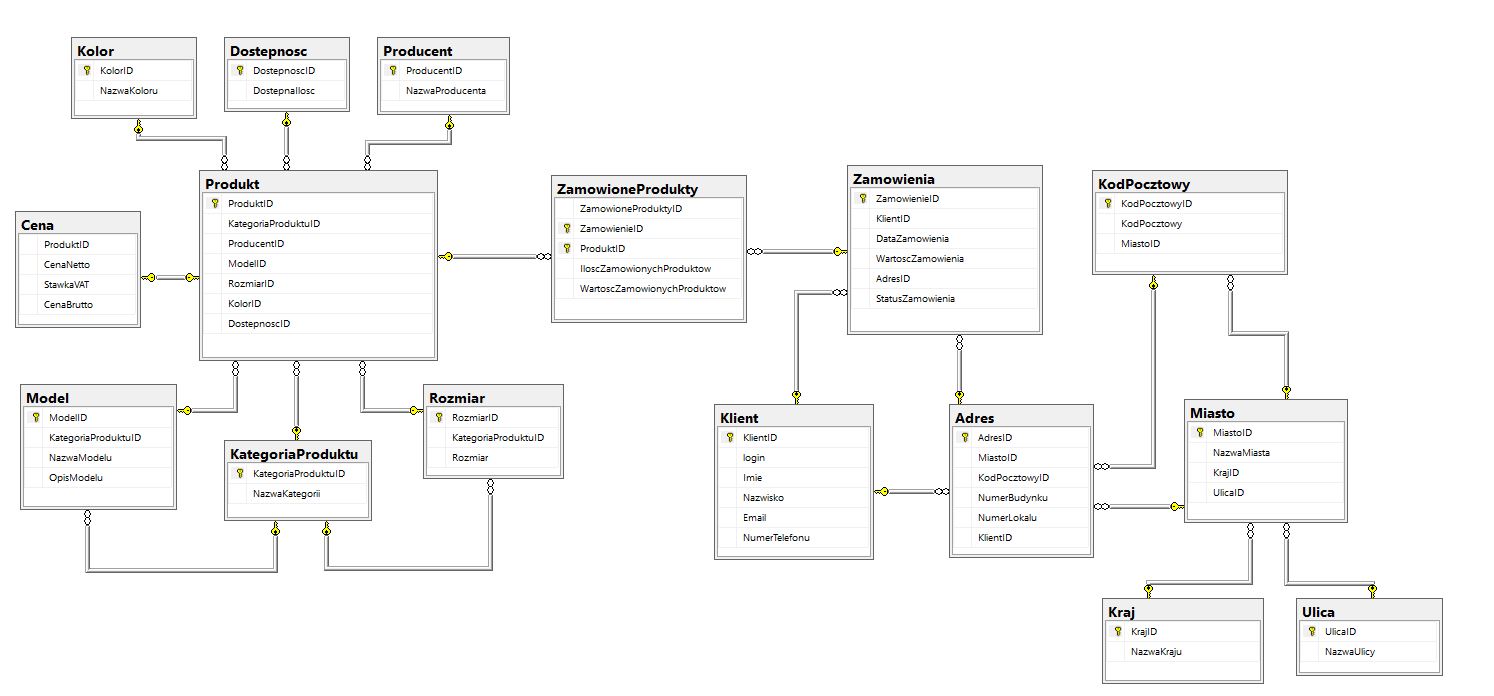 Kolor
KolorID
NazwaKoloru
Dostepnosc
DostepnoscID
DostepnaIlosc
Producent
ProducentID
NazwaProducenta
Produkt
ProduktID
KategoriaProduktuID
ProducentID
ModelID
RozmiarID
KolorID
DostepnoscID
Cena
ProduktID
CenaNetto
StawkaVAT
CenaBrutto
ZamowioneProdukty
ZamowioneProduktyID
ZamowienieID
ProduktID
IloscZamowionychProduktow
WartoscZamowionychProduktow
Zamowienia
ZamowienieID
KlientID
DataZamowienia
WartoscZamowienia
AdresID
StatusZamowienia
KodPocztowy
KodPocztowyID
KodPocztowy
MiastoID
Model
ModelID
KategoriaProduktuID
NazwaModelu
OpisModelu
KategoriaProduktu
KategoriaProduktuID
NazwaKategorii
Rozmiar
RozmiarID
KategoriaProduktuID
Rozmiar
Klient
KlientID
login
Imie
Nazwisko
Email
NumerTelefonu
Adres
AdresID
MiastoID
KodPocztowyID
NumerBudynku
NumerLokalu
KlientID
Miasto
MiastoID
NazwaMiasta
KrajID
UlicaID
Kraj
KrajID
NazwaKraju
Ulica
UlicaID
NazwaUlicy